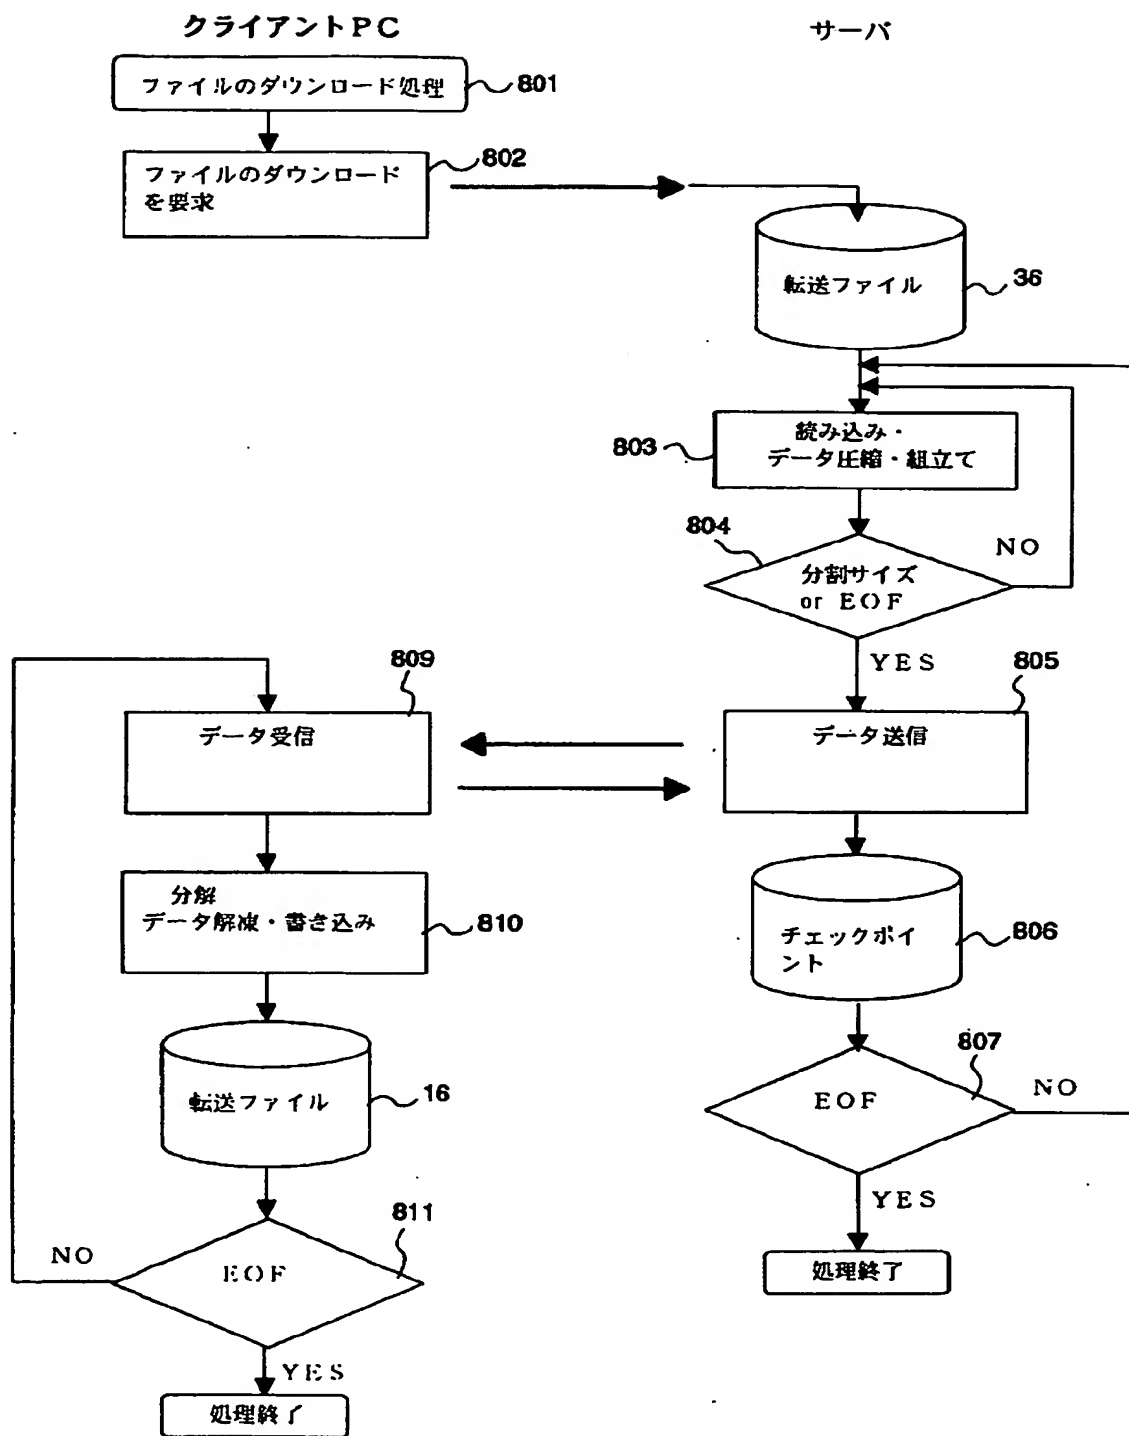 クライアントPC
サーバ
ファイルのダウンロード処理
801
ファイルのダウンロード
を要求
802
転送ファイル
36
読み込み・
データ圧縮・組立て
803
804
分割サイズ
or EOF
NO
YES
809
データ受信
805
データ送信
分解
データ解凍・書き込み
810
チェックポイ
ント
806
転送ファイル
16
807
EOF
NO
YES
811
EOF
NO
YES
処理終了
処理終了